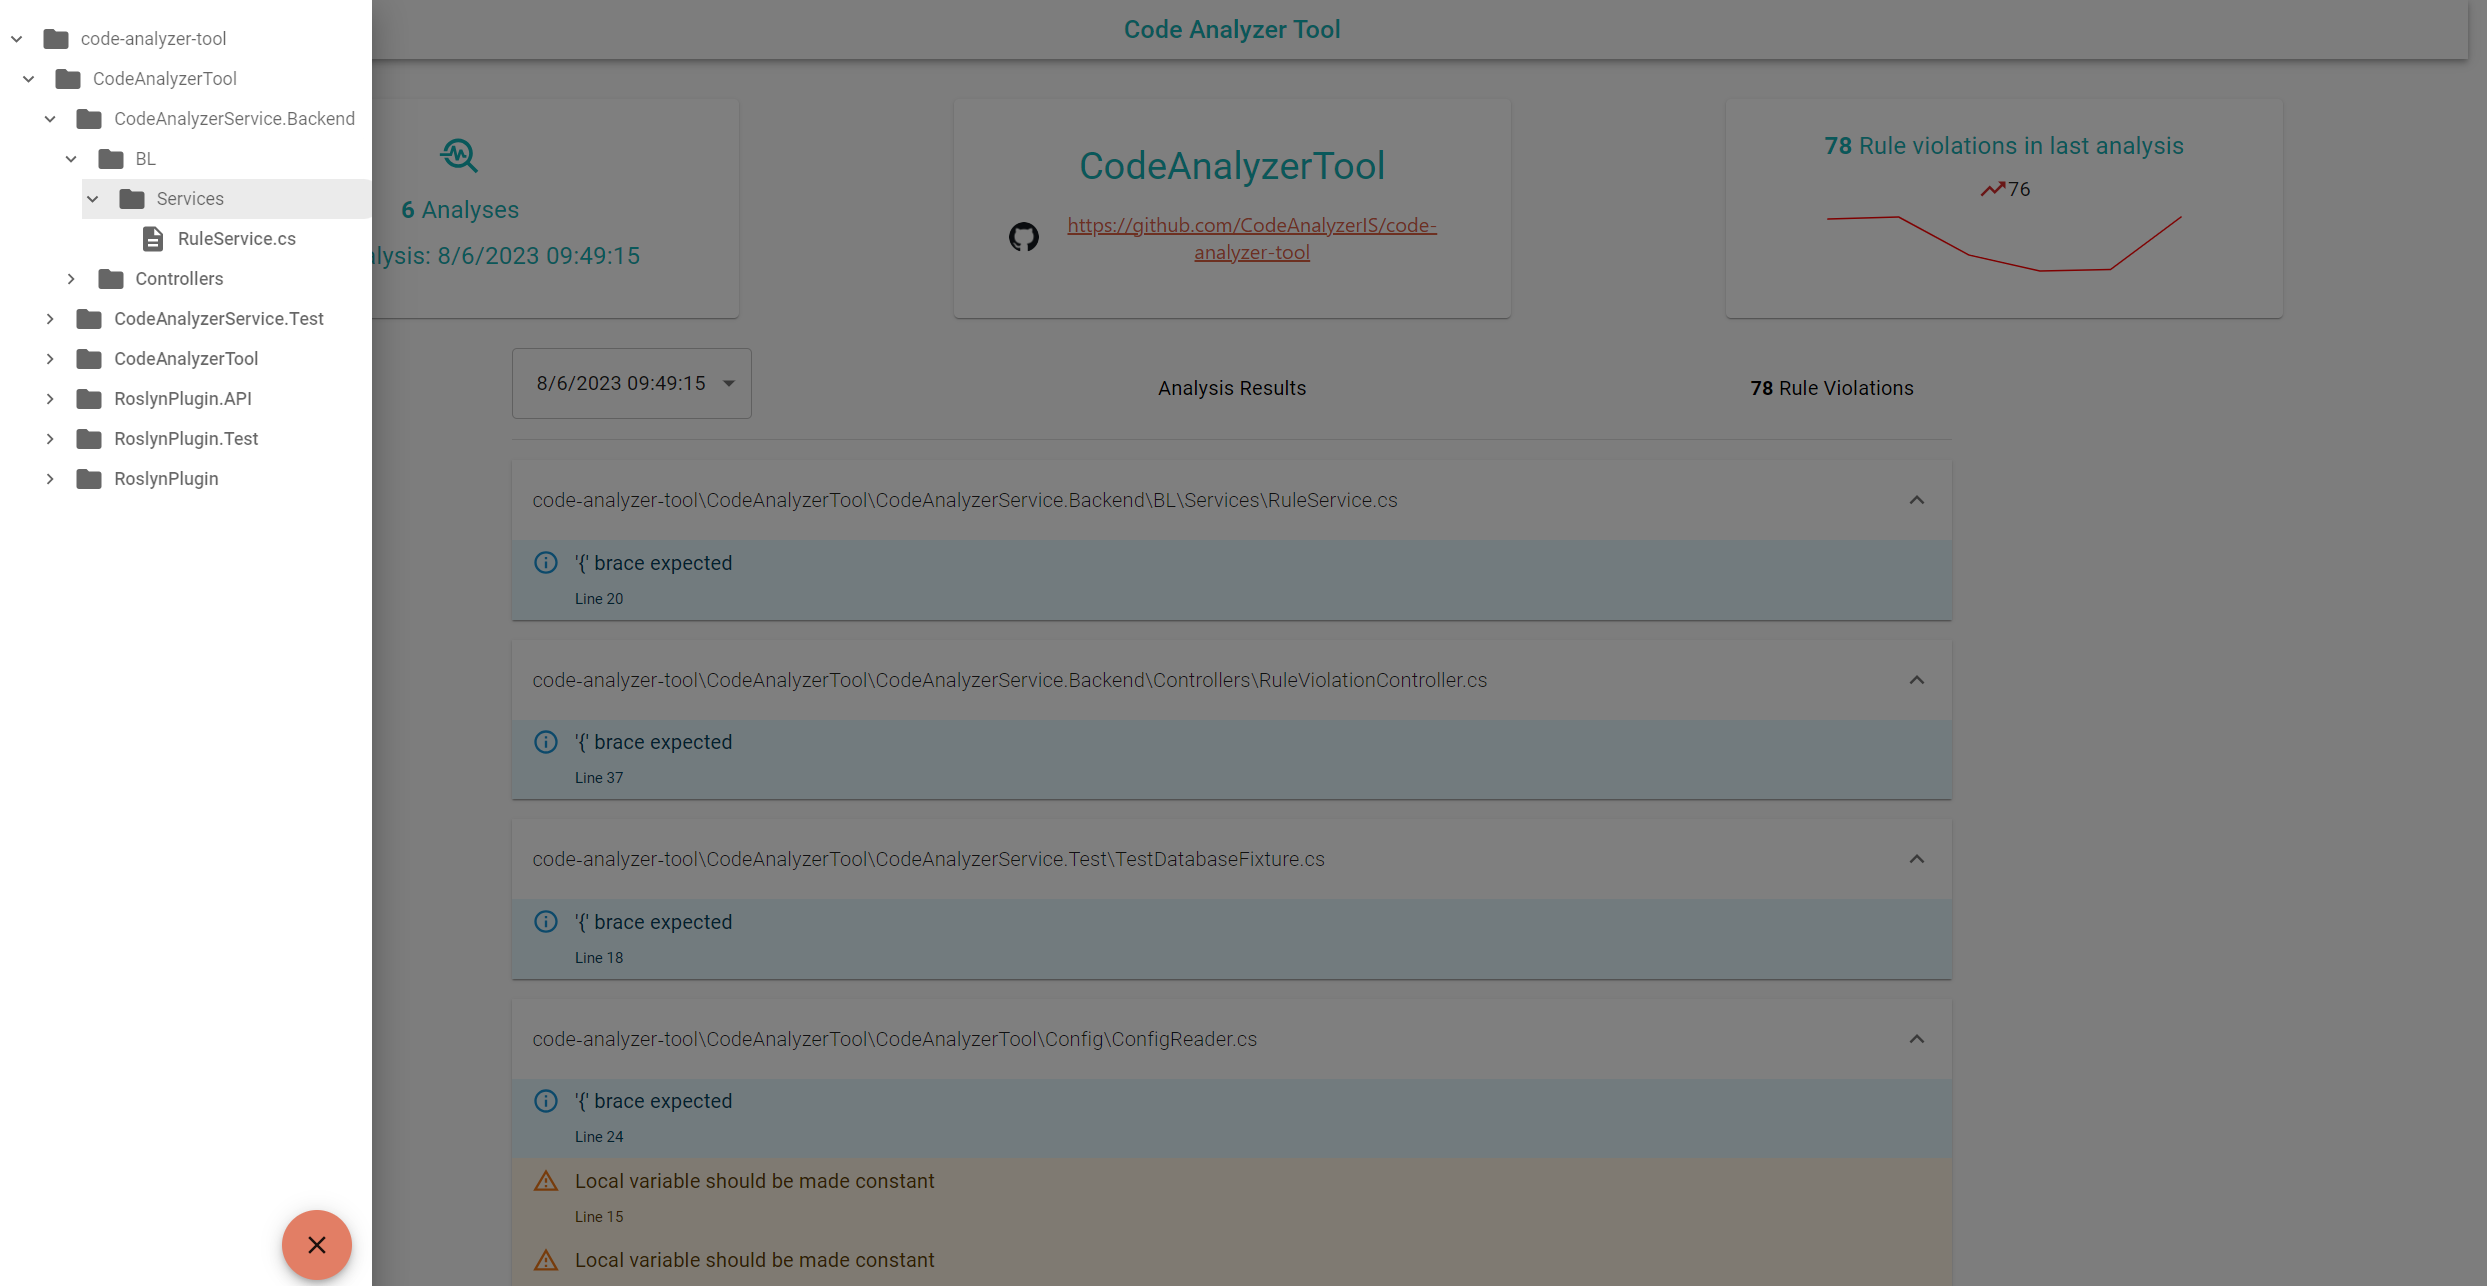 code-analyzer-tool
CodeAnalyzerTool
CodeAnalyzerService.Backend
BL
Services
RuleService.cs
Controllers
CodeAnalyzerService.Test
CodeAnalyzerTool
RoslynPlugin.API
RoslynPlugin.Test
RoslynPlugin
Code Analyzer Tool
6 Analyses
alysis: 8/6/2023 09:49:15
CodeAnalyzerTool
https://github.com/CodeAnalyzerIS/code-
analyzer-tool
78 Rule violations in last analysis
76
8/6/2023 09:49:15
Analysis Results
78 Rule Violations
code-analyzer-tool\CodeAnalyzerTool\CodeAnalyzerService.Backend\BL\Services\RuleService.cs
'{' brace expected
Line 20
code-analyzer-tool\CodeAnalyzerTool\CodeAnalyzerService.Backend\Controllers\RuleViolationController.cs
'{' brace expected
Line 37
code-analyzer-tool\CodeAnalyzerTool\CodeAnalyzerService.Test\TestDatabaseFixture.cs
'{' brace expected
Line 18
code-analyzer-tool\CodeAnalyzerTool\CodeAnalyzerTool\Config\ConfigReader.cs
'{' brace expected
Line 24
Local variable should be made constant
Line 15
Local variable should be made constant